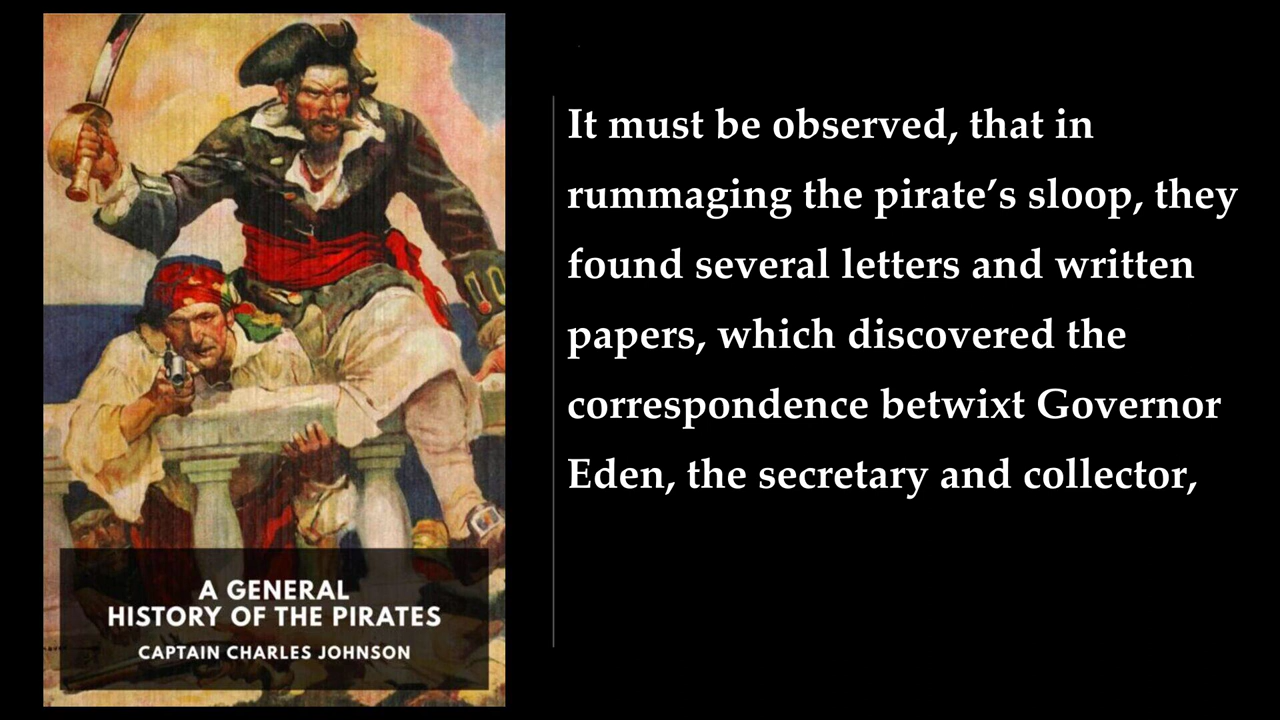 It must be observed, that in
rummaging the pirate’s sloop, they
found several letters and written
papers, which discovered the
correspondence betwixt Governor
Eden, the secretary and collector,
A GENERAL
HISTORY OF THE PIRATES
CAPTAIN CHARLES JOHNSON